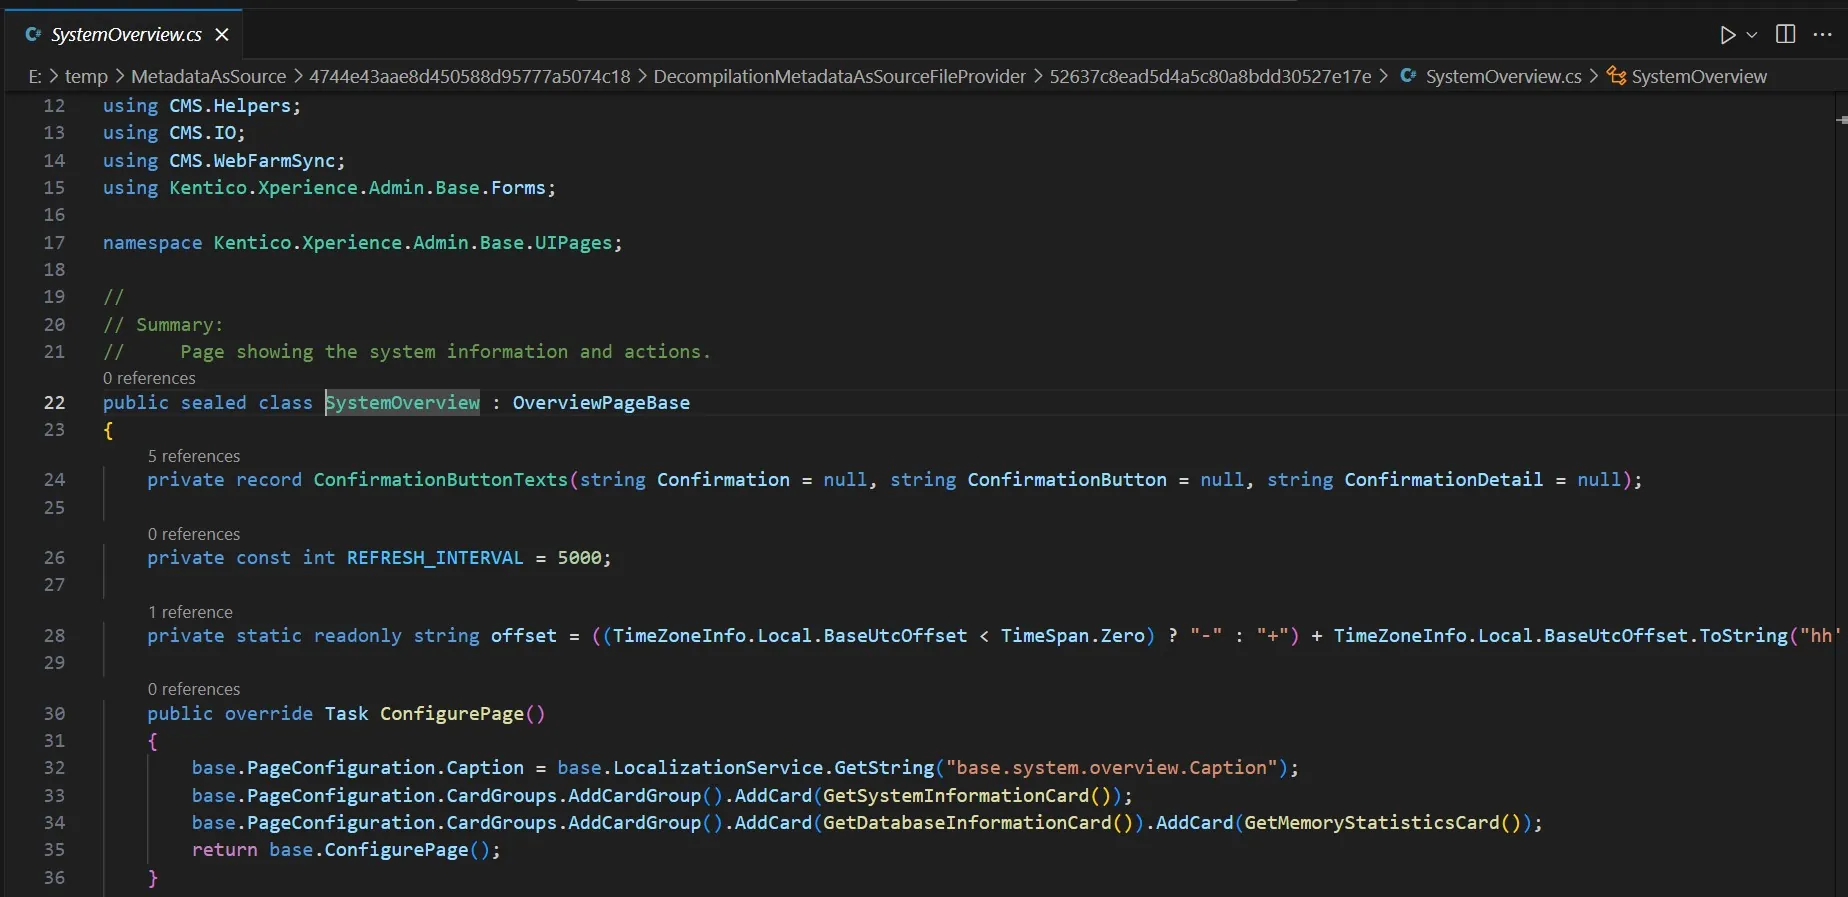 C# SystemOverview.cs
E: > temp > MetadataAsSource > 4744e43aae8d450588d95777a5074c18 > DecompilationMetadataAsSourceFileProvider > 52637c8ead5d4a5c80a8bdd30527e17e > C# SystemOverview.cs > SystemOverview
12 using CMS.Helpers;
13 using CMS.IO;
14 using CMS.WebFarmSync;
15 using Kentico.Xperience.Admin.Base.Forms;
16
17 namespace Kentico.Xperience.Admin.Base.UIPages;
18
19 //
20 // Summary:
21 //     Page showing the system information and actions.
0 references
22 public sealed class SystemOverview : OverviewPageBase
23 {
5 references
24     private record ConfirmationButtonTexts(string Confirmation = null, string ConfirmationButton = null, string ConfirmationDetail = null);
25
0 references
26     private const int REFRESH_INTERVAL = 5000;
27
1 reference
28     private static readonly string offset = ((TimeZoneInfo.Local.BaseUtcOffset < TimeSpan.Zero) ? "-" : "+") + TimeZoneInfo.Local.BaseUtcOffset.ToString("hh'
29
0 references
30     public override Task ConfigurePage()
31     {
32         base.PageConfiguration.Caption = base.LocalizationService.GetString("base.system.overview.Caption");
33         base.PageConfiguration.CardGroups.AddCardGroup().AddCard(GetSystemInformationCard());
34         base.PageConfiguration.CardGroups.AddCardGroup().AddCard(GetDatabaseInformationCard()).AddCard(GetMemoryStatisticsCard());
35         return base.ConfigurePage();
36     }